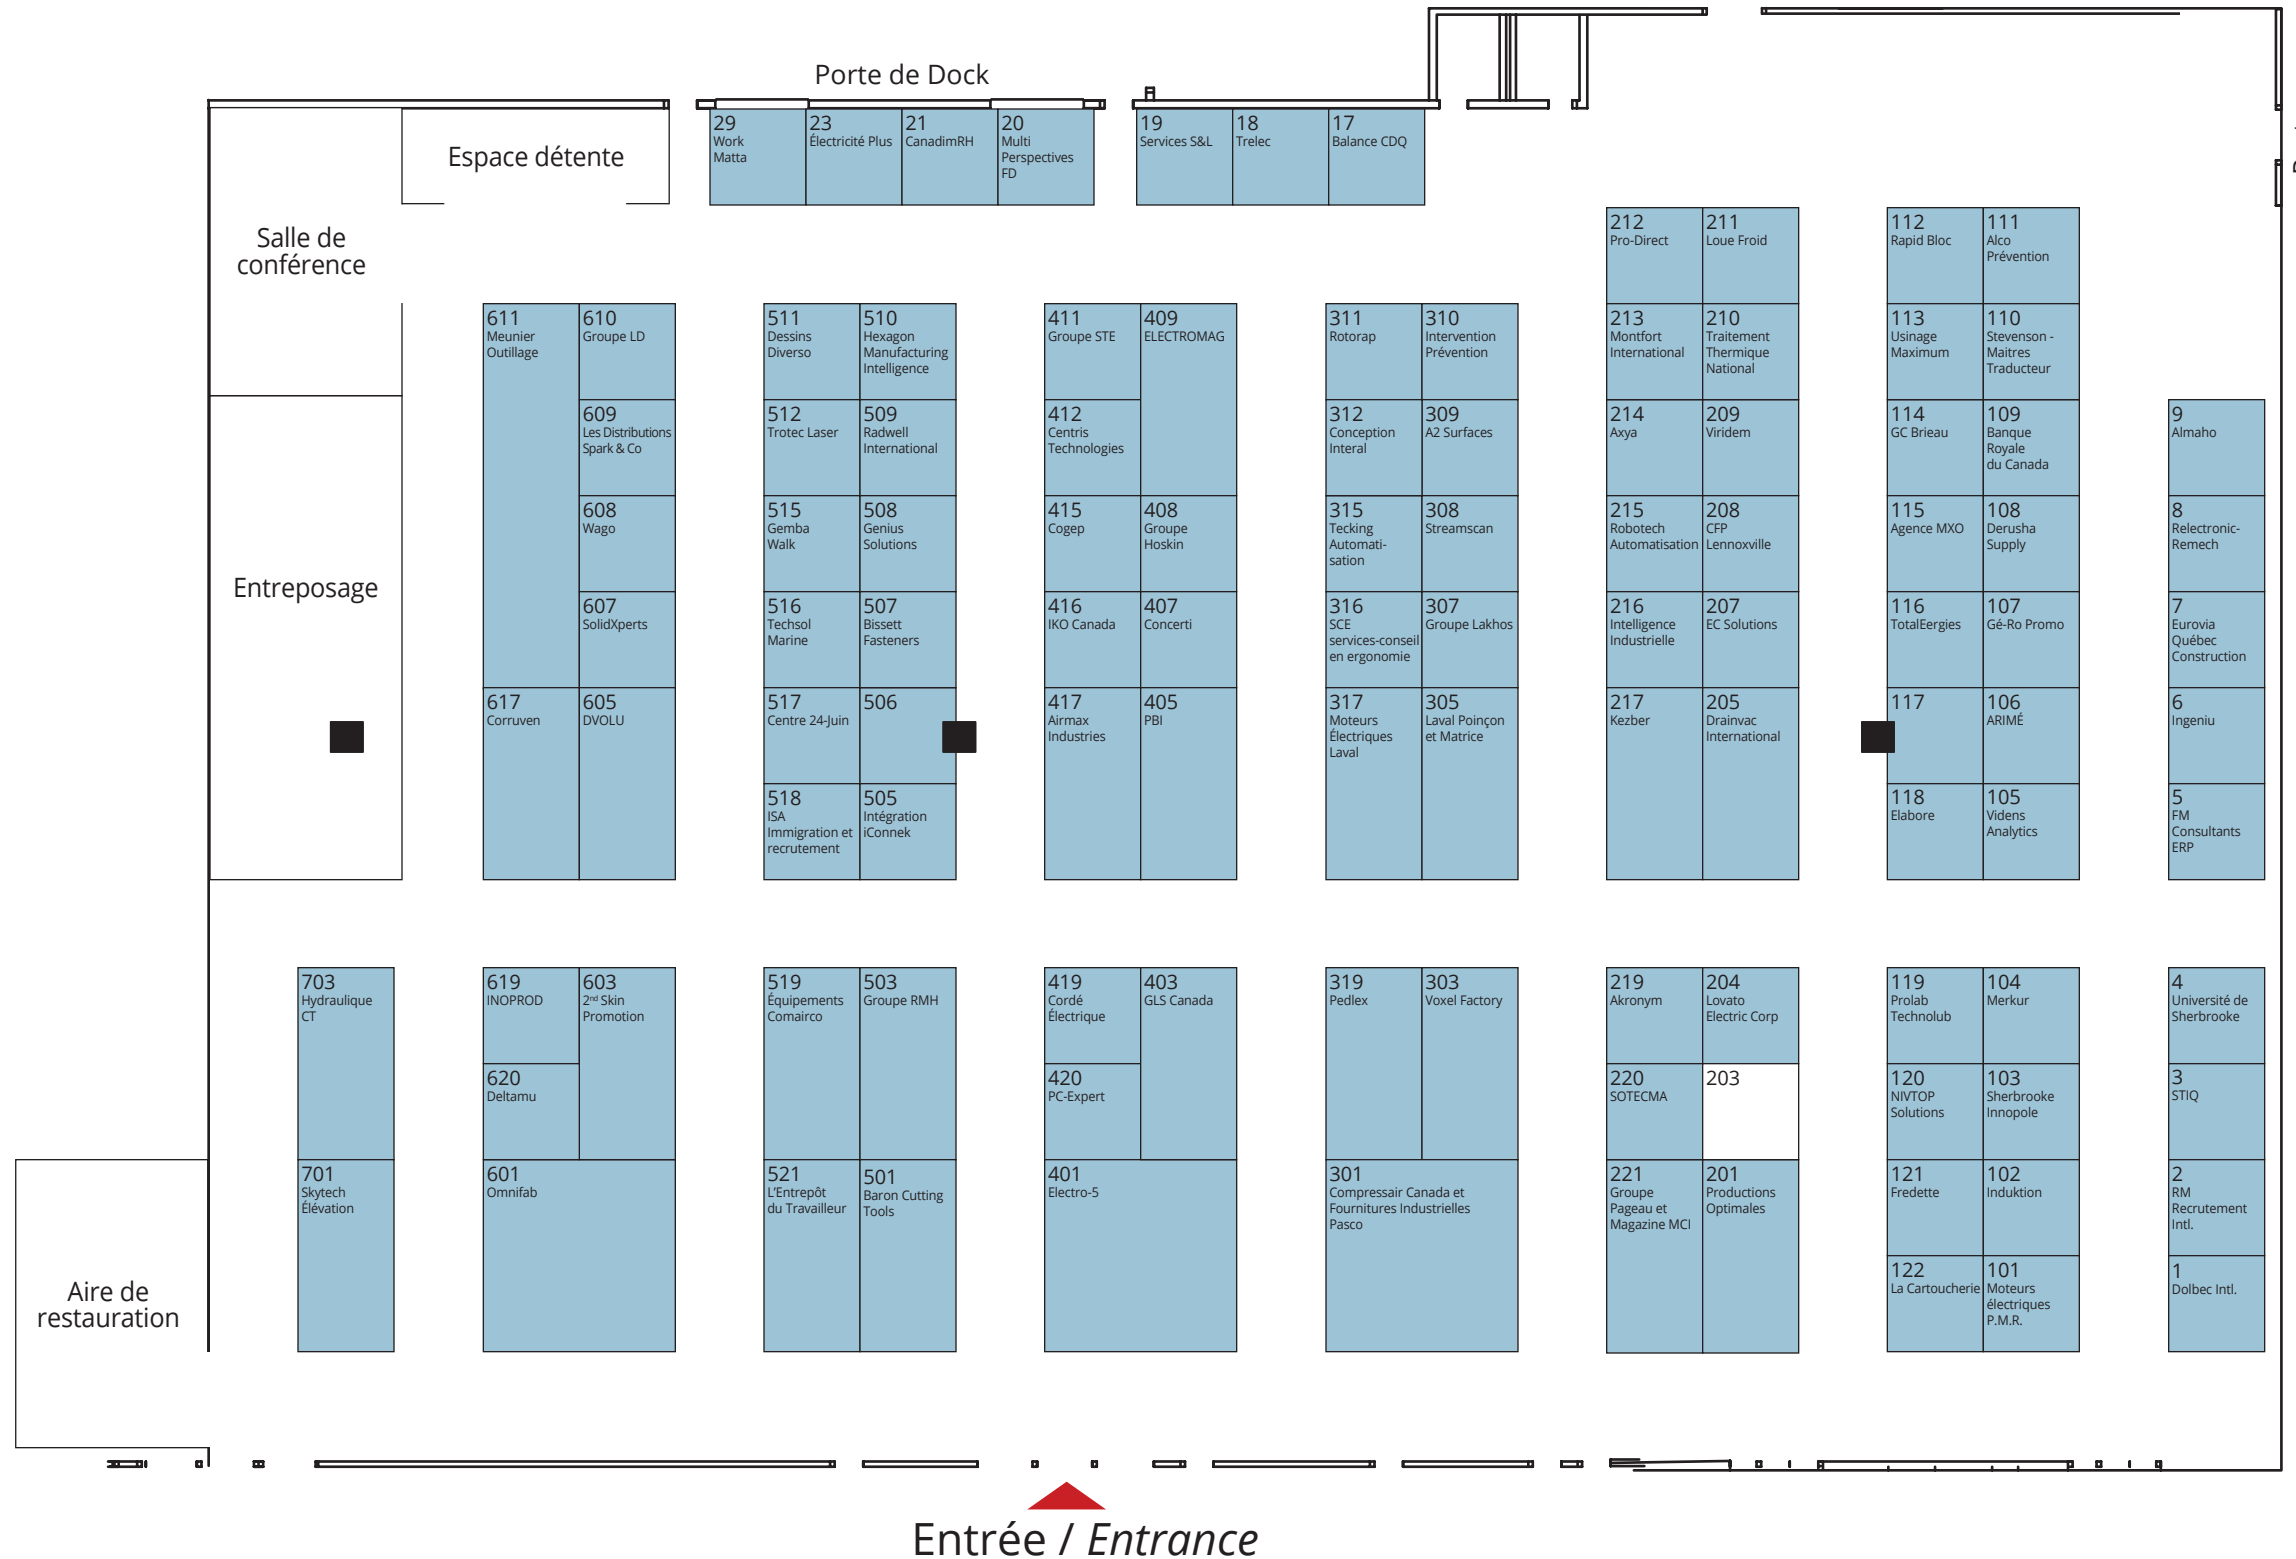 Porte de Dock
Espace détente
Salle de
conférence
Entreposage
Aire de
restauration
29
Work
Matta
23
Électricité Plus
21
CanadimRH
20
Multi
Perspectives
FD
19
Services S&L
18
Trelec
17
Balance CDQ
611
Meunier
Outillage
610
Groupe LD
609
Les Distributions
Spark & Co
608
Wago
607
SolidXperts
617
Corruven
605
DVOLU
511
Dessins
Diverso
510
Hexagon
Manufacturing
Intelligence
512
Trotec Laser
509
Radwell
International
515
Gemba
Walk
508
Genius
Solutions
516
Techsol
Marine
507
Bissett
Fasteners
517
Centre 24-Juin
506
518
ISA
Immigration et
recrutement
505
Intégration
iConnek
411
Groupe STE
409
ELECTROMAG
412
Centris
Technologies
415
Cogep
408
Groupe
Hoskin
416
IKO Canada
407
Concerti
417
Airmax
Industries
405
PBI
311
Rotorap
310
Intervention
Prévention
312
Conception
Interal
309
A2 Surfaces
315
Tecking
Automati-
sation
308
Streamscan
316
SCE
services-conseil
en ergonomie
307
Groupe Lakhos
317
Moteurs
Électriques
Laval
305
Laval Poinçon
et Matrice
212
Pro-Direct
211
Loue Froid
213
Montfort
International
210
Traitement
Thermique
National
214
Axya
209
Viridem
215
Robotech
Automatisation
208
CFP
Lennoxville
216
Intelligence
Industrielle
207
EC Solutions
217
Kezber
205
Drainvac
International
112
Rapid Bloc
111
Alco
Prévention
113
Usinage
Maximum
110
Stevenson -
Maitres
Traducteur
114
GC Brieau
109
Banque
Royale
du Canada
115
Agence MXO
108
Derusha
Supply
116
TotalEergies
107
Gé-Ro Promo
117
106
ARIMÉ
118
Elabore
105
Videns
Analytics
9
Almaho
8
Relectronic-
Remech
7
Eurovia
Québec
Construction
6
Ingeniu
5
FM
Consultants
ERP
703
Hydraulique
CT
701
Skytech
Élévation
619
INOPROD
603
2nd Skin
Promotion
620
Deltamu
601
Omnifab
519
Équipements
Comairco
503
Groupe RMH
521
L'Entrepôt
du Travailleur
501
Baron Cutting
Tools
419
Cordé
Électrique
403
GLS Canada
420
PC-Expert
401
Electro-5
319
Pedlex
303
Voxel Factory
301
Compressair Canada et
Fournitures Industrielles
Pasco
219
Akronym
204
Lovato
Electric Corp
220
SOTECMA
203
221
Groupe
Pageau et
Magazine MCI
201
Productions
Optimales
119
Prolab
Technolub
104
Merkur
120
NIVTOP
Solutions
103
Sherbrooke
Innopole
121
Fredette
102
Induktion
122
La Cartoucherie
101
Moteurs
électriques
P.M.R.
4
Université de
Sherbrooke
3
STIQ
2
RM
Recrutement
Intl.
1
Dolbec Intl.
Entrée / Entrance